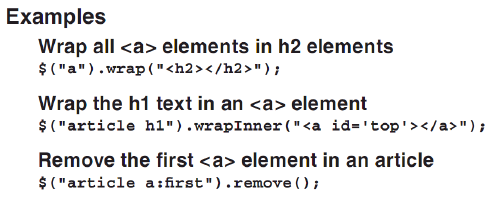 Examples
Wrap all <a> elements in h2 elements
$("a").wrap("<h2></h2>");
Wrap the h1 text in an <a> element
$("article h1").wrapInner("<a id='top'></a>");
Remove the first <a> element in an article
$("article a:first").remove();